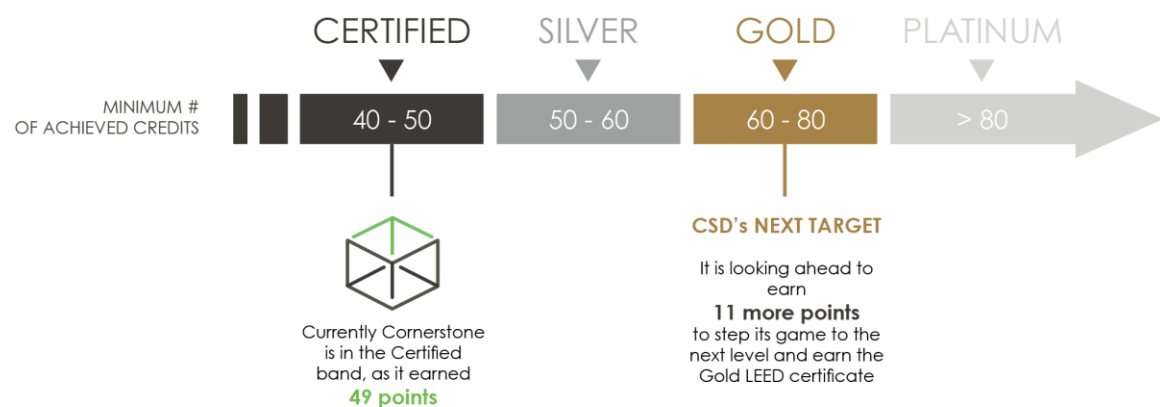 CERTIFIED
SILVER
GOLD
PLATINUM
MINIMUM #
OF ACHIEVED CREDITS
40 - 50
50 - 60
60 - 80
> 80
Currently Cornerstone
is in the Certified
band, as it earned
49 points
CSD's NEXT TARGET
It is looking ahead to
earn
11 more points
to step its game to the
next level and earn the
Gold LEED certificate